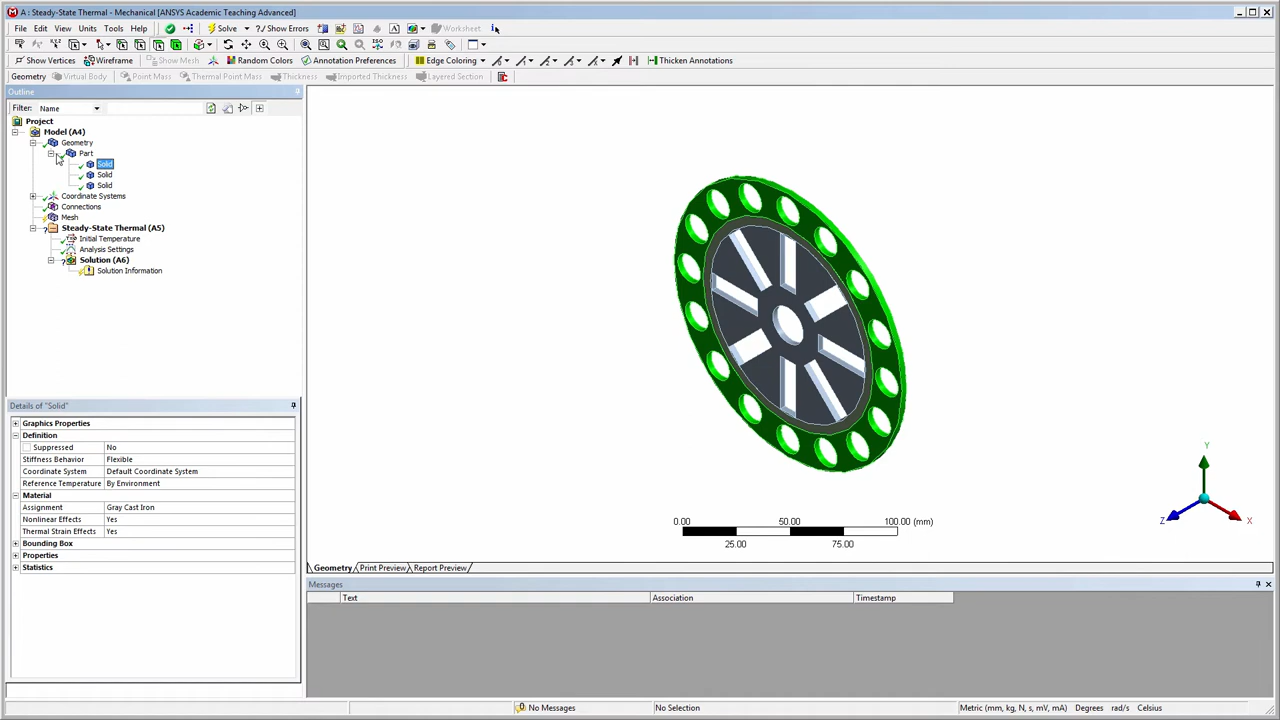 A : Steady-State Thermal - Mechanical [ANSYS Academic Teaching Advanced]
File Edit View Units Tools Help Solve Show Errors Worksheet
Show Vertices Wireframe Show Mesh Random Colors Annotation Preferences Edge Coloring Thicken Annotations
Geometry Virtual Body Point Mass Thermal Point Mass Thickness Imported Thickness Layered Section
Outline
Filter: Name
Project
Model (A4)
Geometry
Part
Solid
Solid
Solid
Coordinate Systems
Connections
Mesh
Steady-State Thermal (A5)
Initial Temperature
Analysis Settings
Solution (A6)
Solution Information
Details of "Solid"
Graphics Properties
Definition
Suppressed No
Stiffness Behavior Flexible
Coordinate System Default Coordinate System
Reference Temperature By Environment
Material
Assignment Gray Cast Iron
Nonlinear Effects Yes
Thermal Strain Effects Yes
Bounding Box
Properties
Statistics
Y
Z X
0.00 50.00 100.00 (mm)
25.00 75.00
Geometry Print Preview Report Preview
Messages
Text Association Timestamp
No Messages No Selection Metric (mm, kg, N, s, mV, mA) Degrees rad/s Celsius